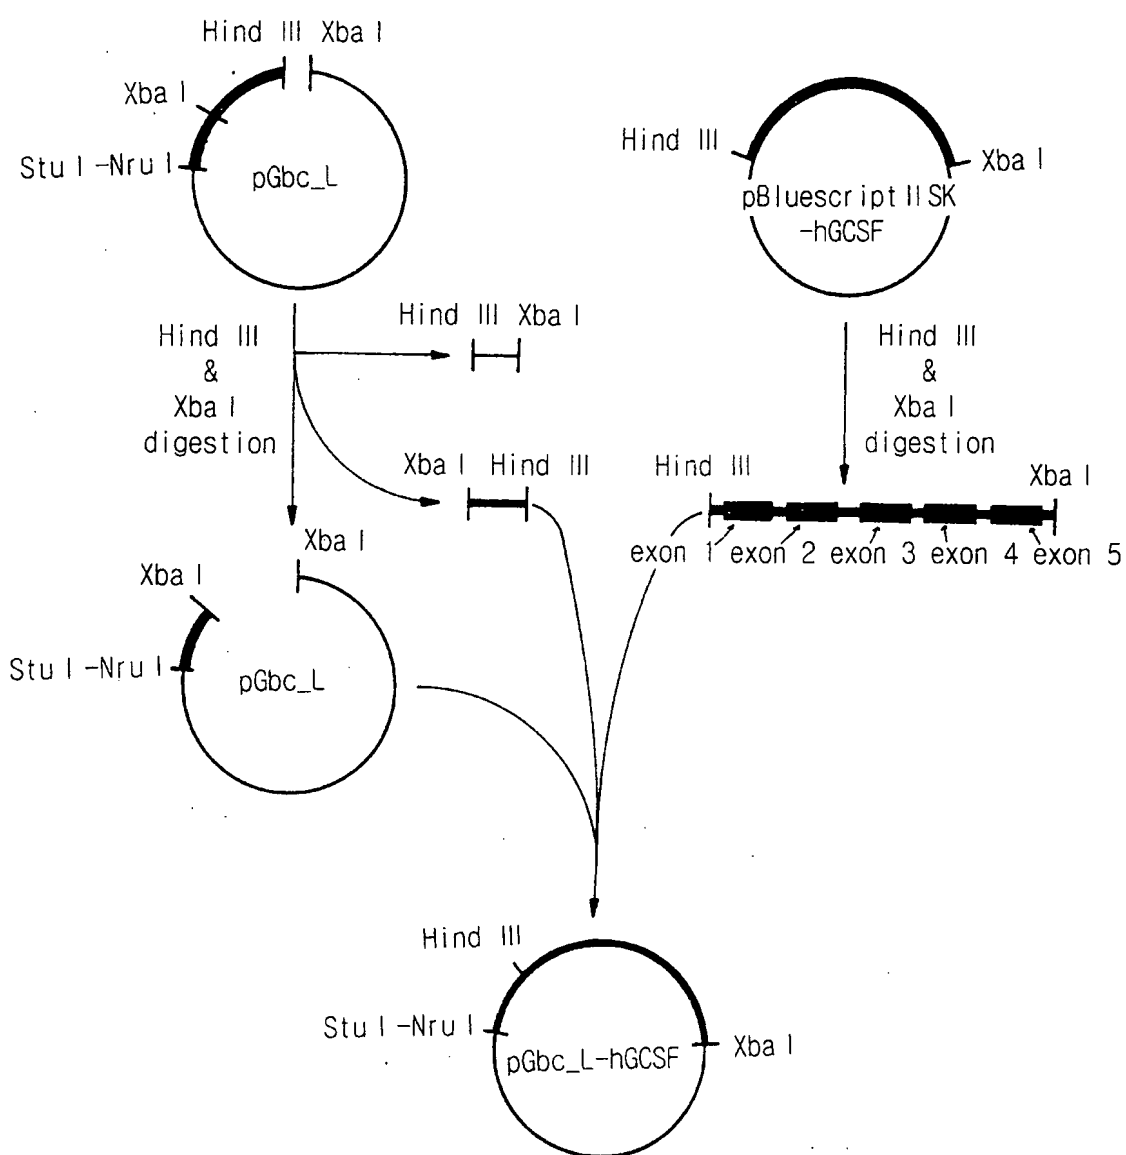 Hind III Xba I
Xba I
Stu I-Nru I
pGbc_L
Hind III
Xba I
pBluescript II SK
-hGCSF
Hind III
&
Xba I
digestion
Hind III Xba I
Hind III
&
Xba I
digestion
Xba I Hind III
Hind III
Xba I
exon 1 exon 2 exon 3 exon 4 exon 5
Xba I
Xba I
Stu I-Nru I
pGbc_L
Hind III
Stu I-Nru I
Xba I
pGbc_L-hGCSF